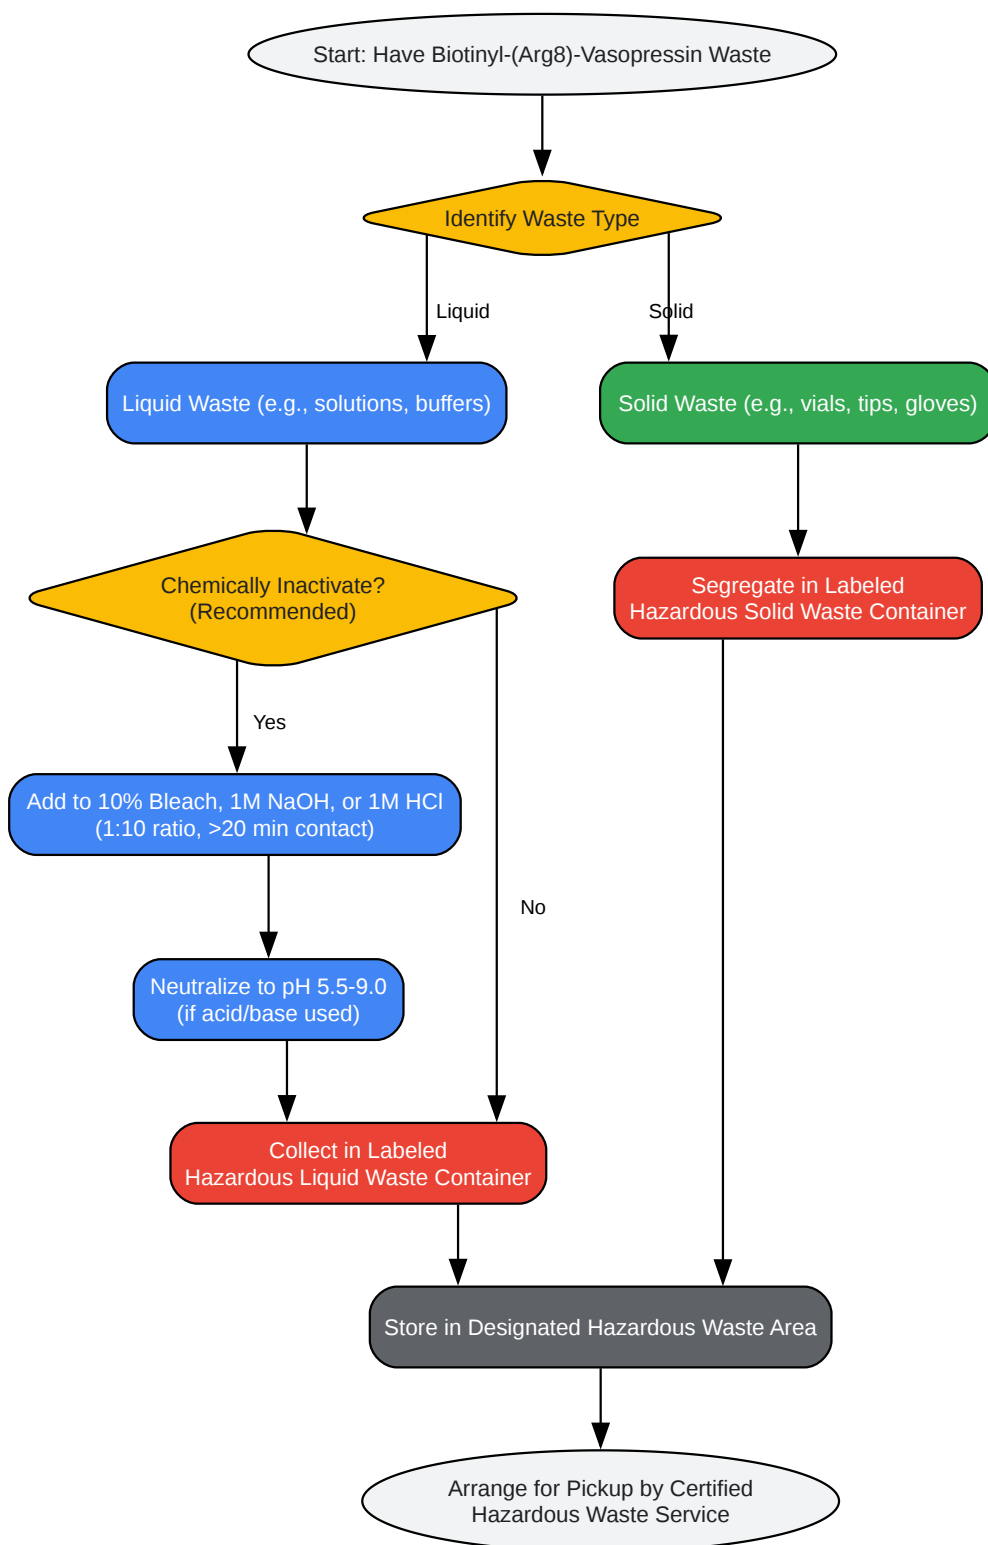 Start: Have Biotinyl-(Arg8)-Vasopressin Waste
Identify Waste Type
Liquid
Solid
Liquid Waste (e.g., solutions, buffers)
Solid Waste (e.g., vials, tips, gloves)
Chemically Inactivate?
(Recommended)
Segregate in Labeled
Hazardous Solid Waste Container
Yes
Add to 10% Bleach, 1M NaOH, or 1M HCl
(1:10 ratio, >20 min contact)
No
Neutralize to pH 5.5-9.0
(if acid/base used)
Collect in Labeled
Hazardous Liquid Waste Container
Store in Designated Hazardous Waste Area
Arrange for Pickup by Certified
Hazardous Waste Service